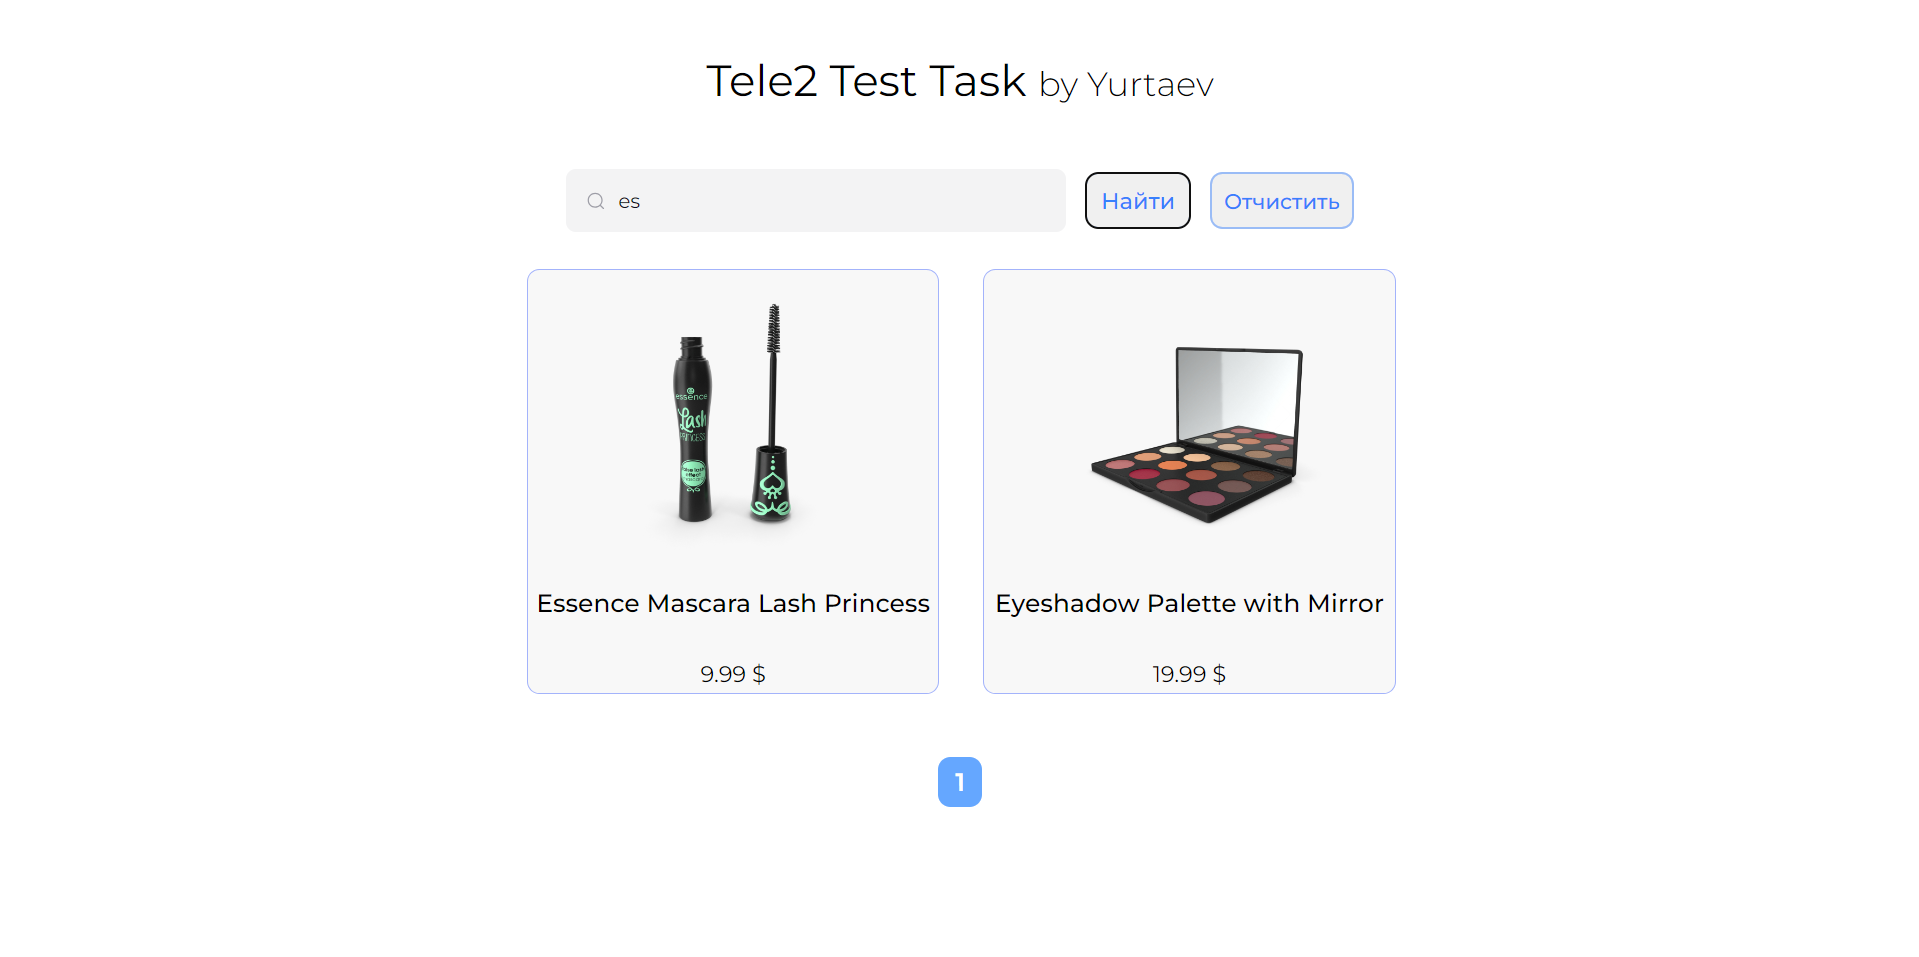 Tele2 Test Task by Yurtaev
es
Найти
Отчистить
essence
Lash
PRINCESS
Essence Mascara Lash Princess
9.99 $
Eyeshadow Palette with Mirror
19.99 $
1